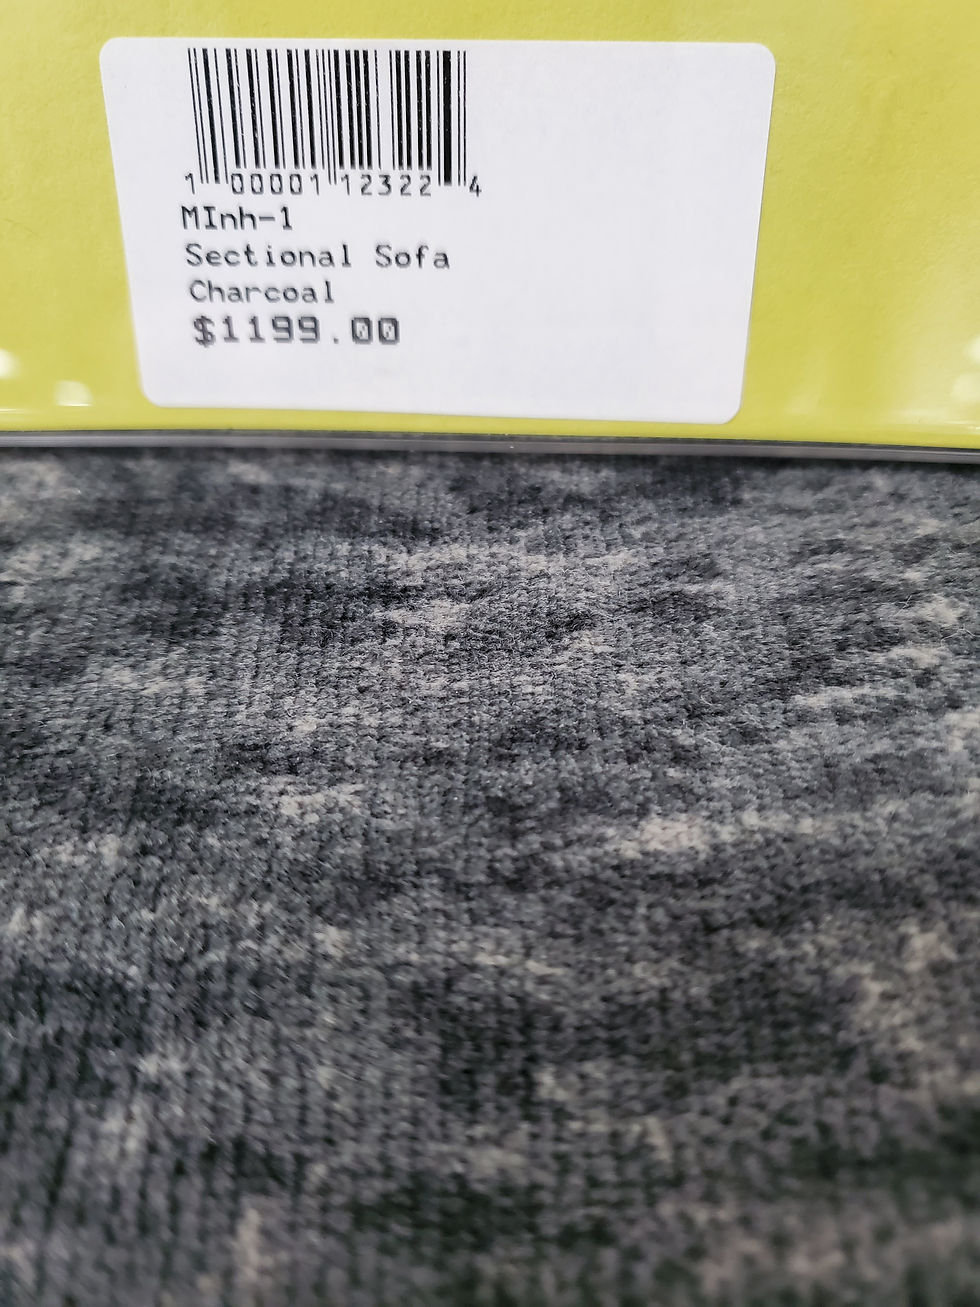 1 00001 12322 4
MInh-1
Sectional Sofa
Charcoal
$1199.00